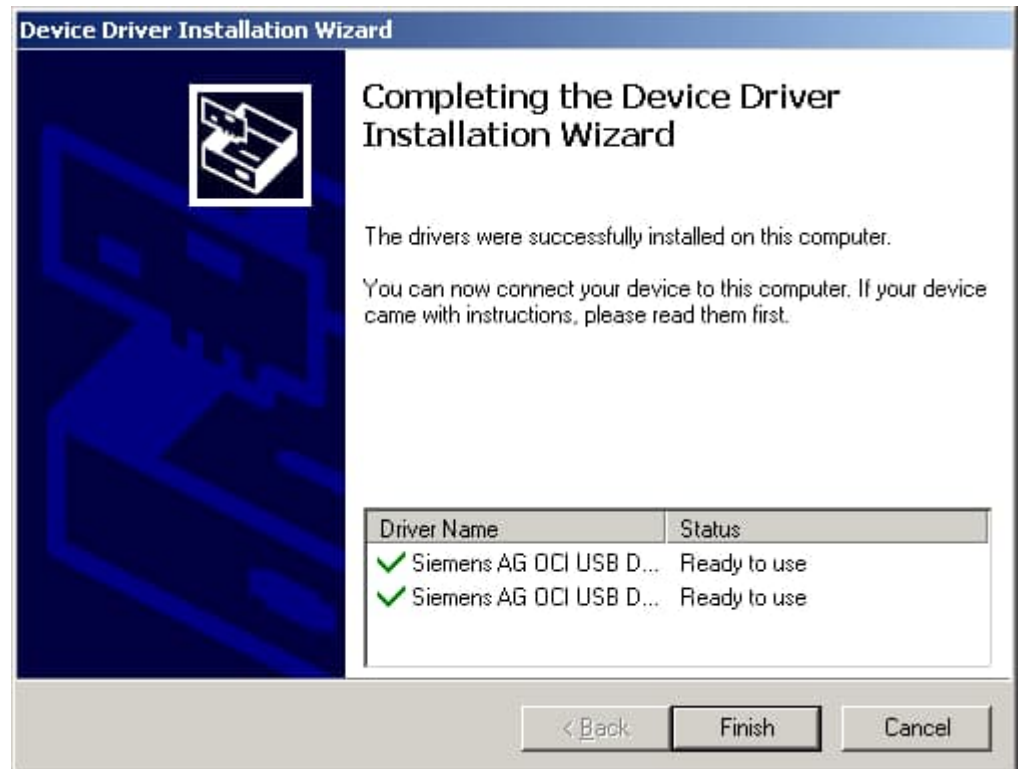 Device Driver Installation Wizard
Completing the Device Driver
Installation Wizard
The drivers were successfully installed on this computer.
You can now connect your device to this computer. If your device
came with instructions, please read them first.
Driver Name Status
Siemens AG OCI USB D... Ready to use
Siemens AG OCI USB D... Ready to use
< Back Finish Cancel